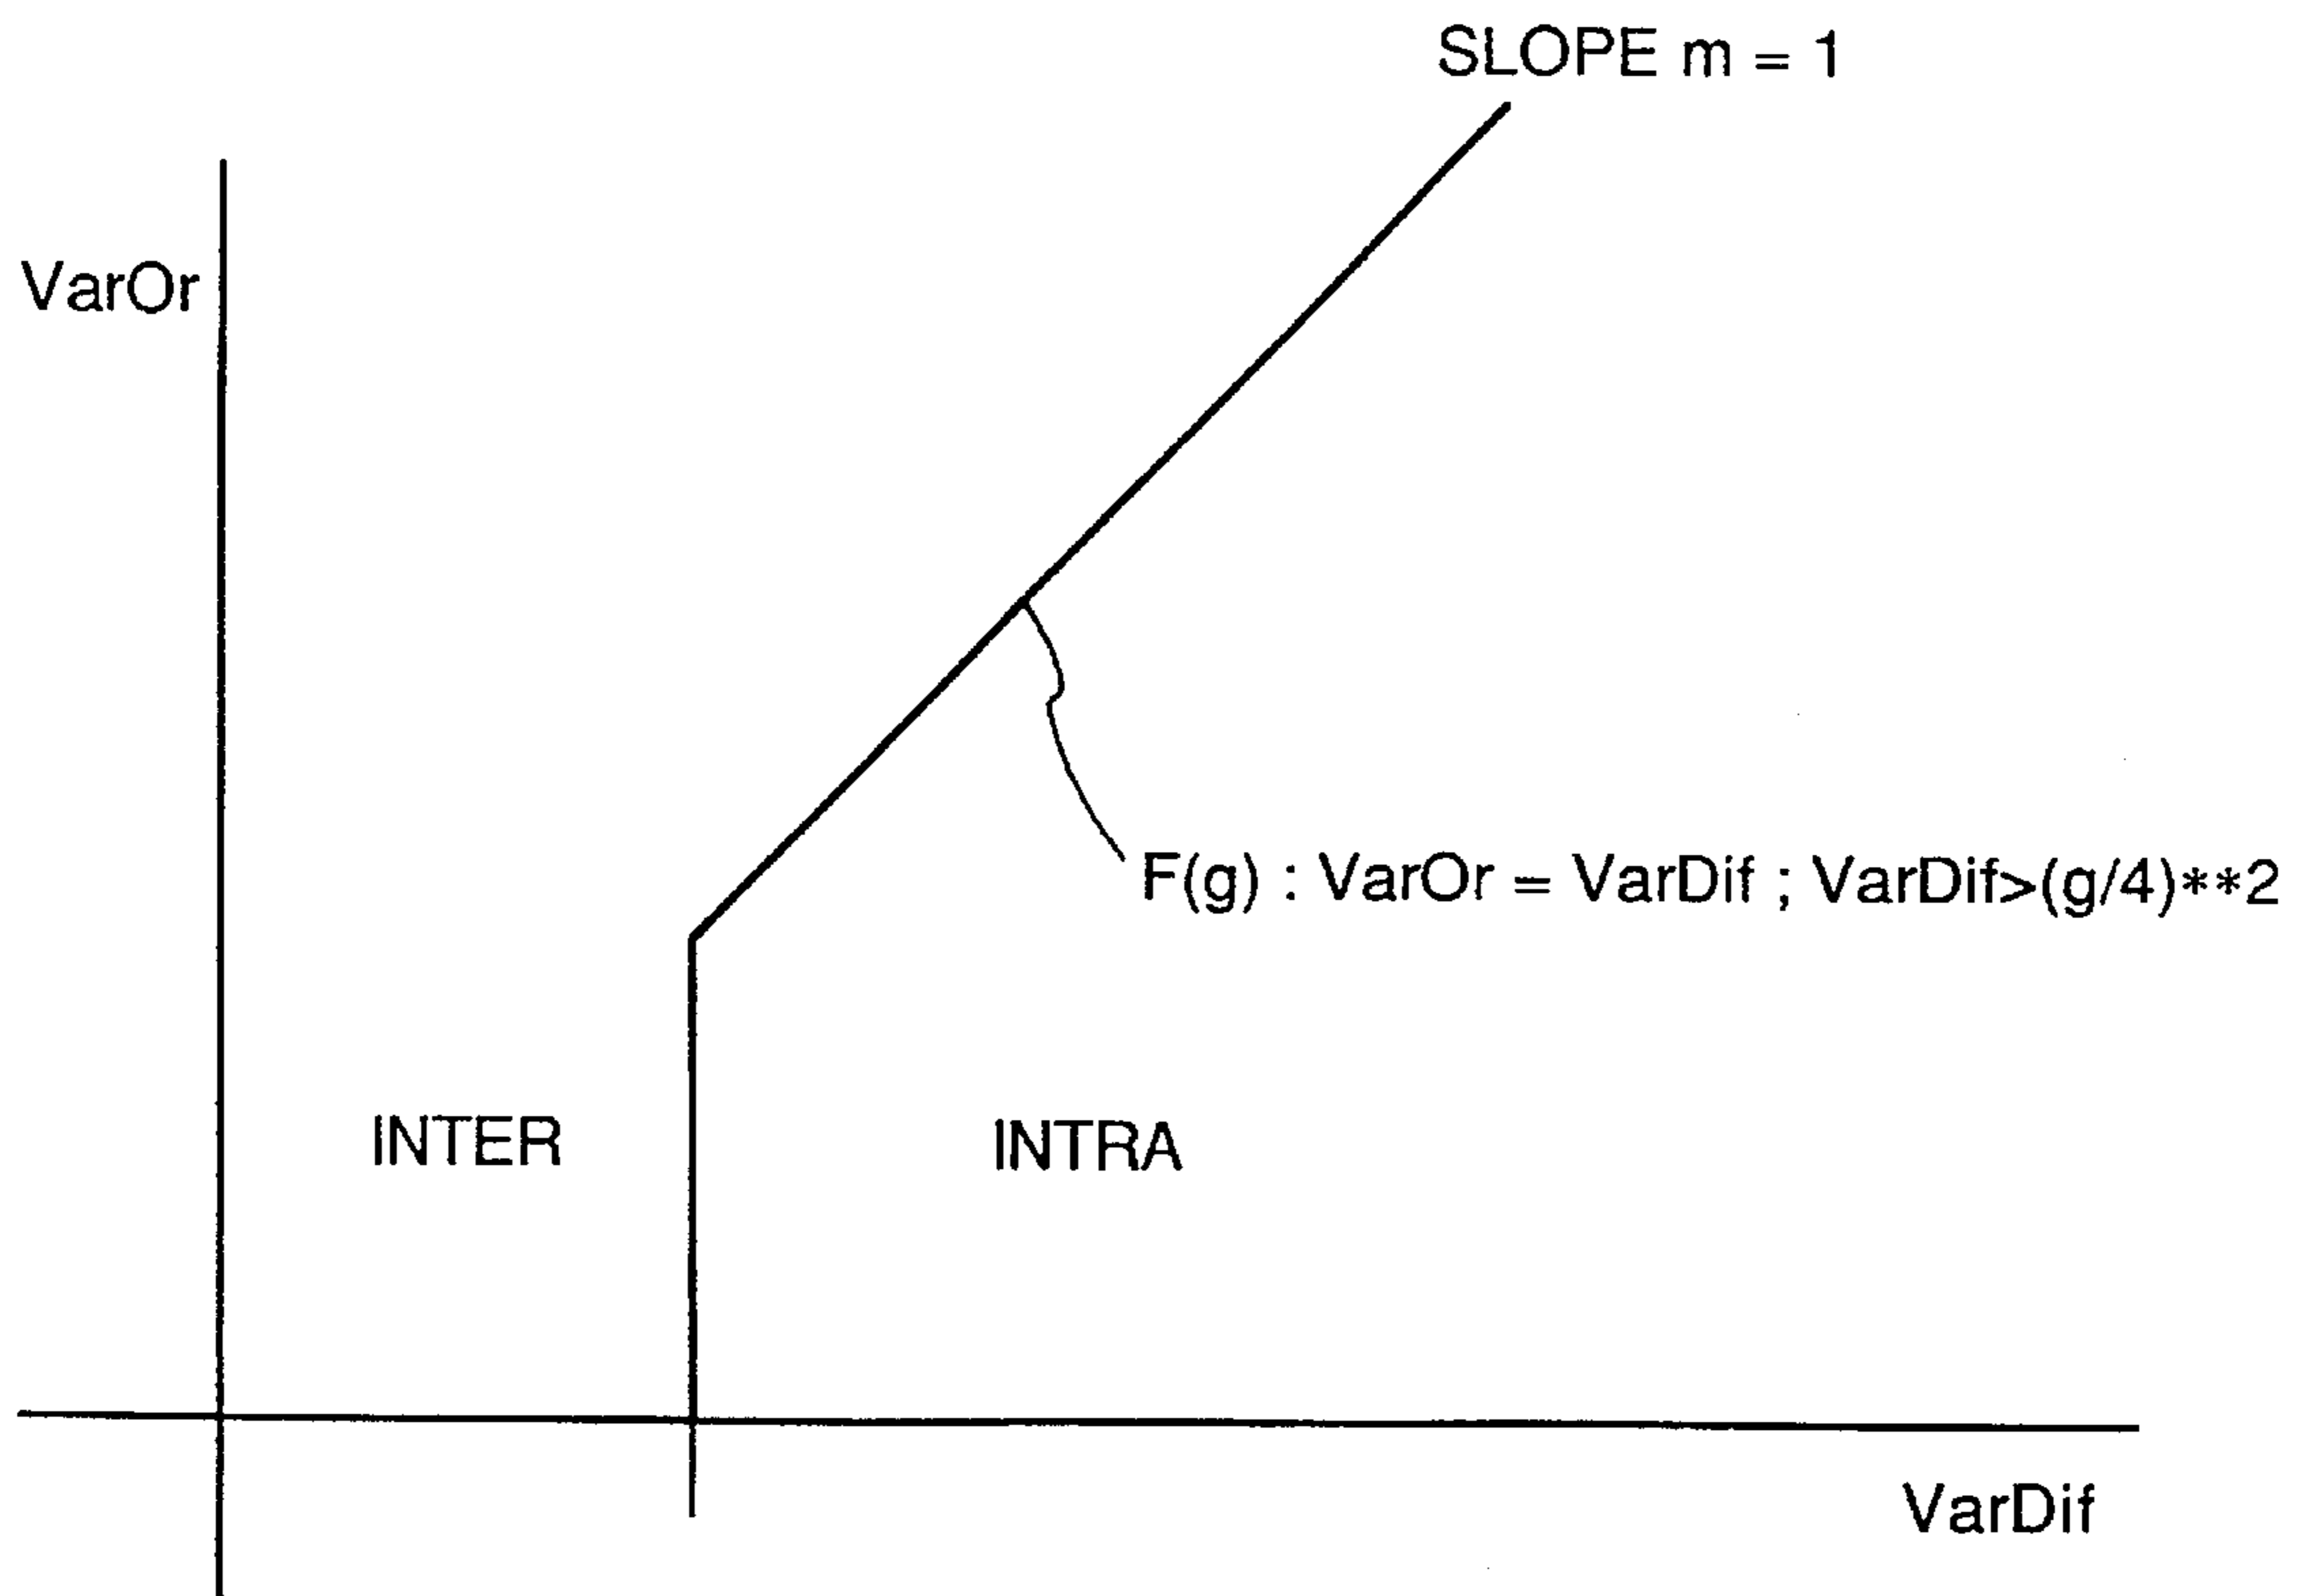 SLOPE m = 1
VarOr
F(g) : VarOr = VarDif ; VarDif>(g/4)**2
INTER
INTRA
VarDif